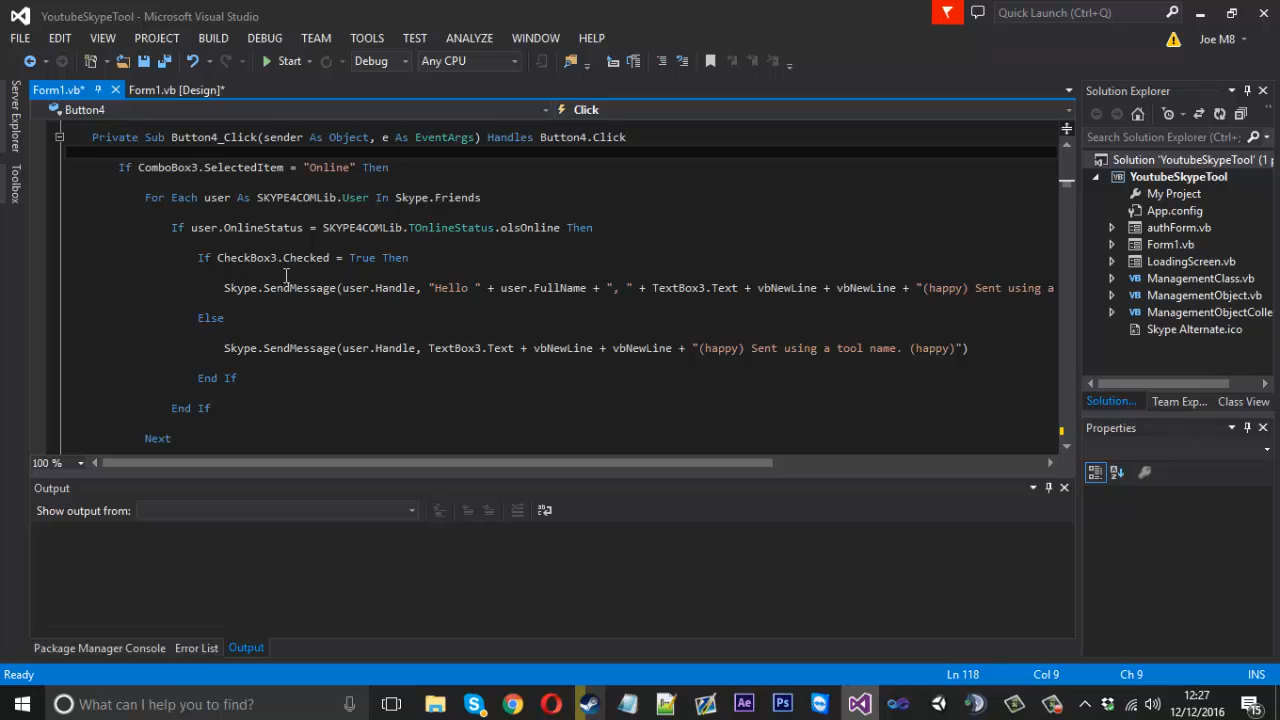 YoutubeSkypeTool - Microsoft Visual Studio
Quick Launch (Ctrl+Q)
FILE EDIT VIEW PROJECT BUILD DEBUG TEAM TOOLS TEST ANALYZE WINDOW HELP
Joe M8
Start Debug Any CPU
Form1.vb* Form1.vb [Design]*
Solution Explorer
Button4 Click
Server Explorer
Toolbox
Private Sub Button4_Click(sender As Object, e As EventArgs) Handles Button4.Click
If ComboBox3.SelectedItem = "Online" Then
For Each user As SKYPE4COMLib.User In Skype.Friends
If user.OnlineStatus = SKYPE4COMLib.TOnlineStatus.olsOnline Then
If CheckBox3.Checked = True Then
Skype.SendMessage(user.Handle, "Hello " + user.FullName + ", " + TextBox3.Text + vbNewLine + vbNewLine + "(happy) Sent using a
Else
Skype.SendMessage(user.Handle, TextBox3.Text + vbNewLine + vbNewLine + "(happy) Sent using a tool name. (happy)")
End If
End If
Next
100 %
Search Solution Explorer (Ctrl+
Solution 'YoutubeSkypeTool' (1 p
YoutubeSkypeTool
My Project
App.config
Form1.vb
LoadingScreen.vb
ManagementClass.vb
ManagementObject.vb
ManagementObjectColle
Skype Alternate.ico
Solution... Team Exp... Class View
Properties
Output
Show output from:
Package Manager Console Error List Output
Ready
Ln 118 Col 9 Ch 9 INS
What can I help you to find?
12:27
12/12/2016
15